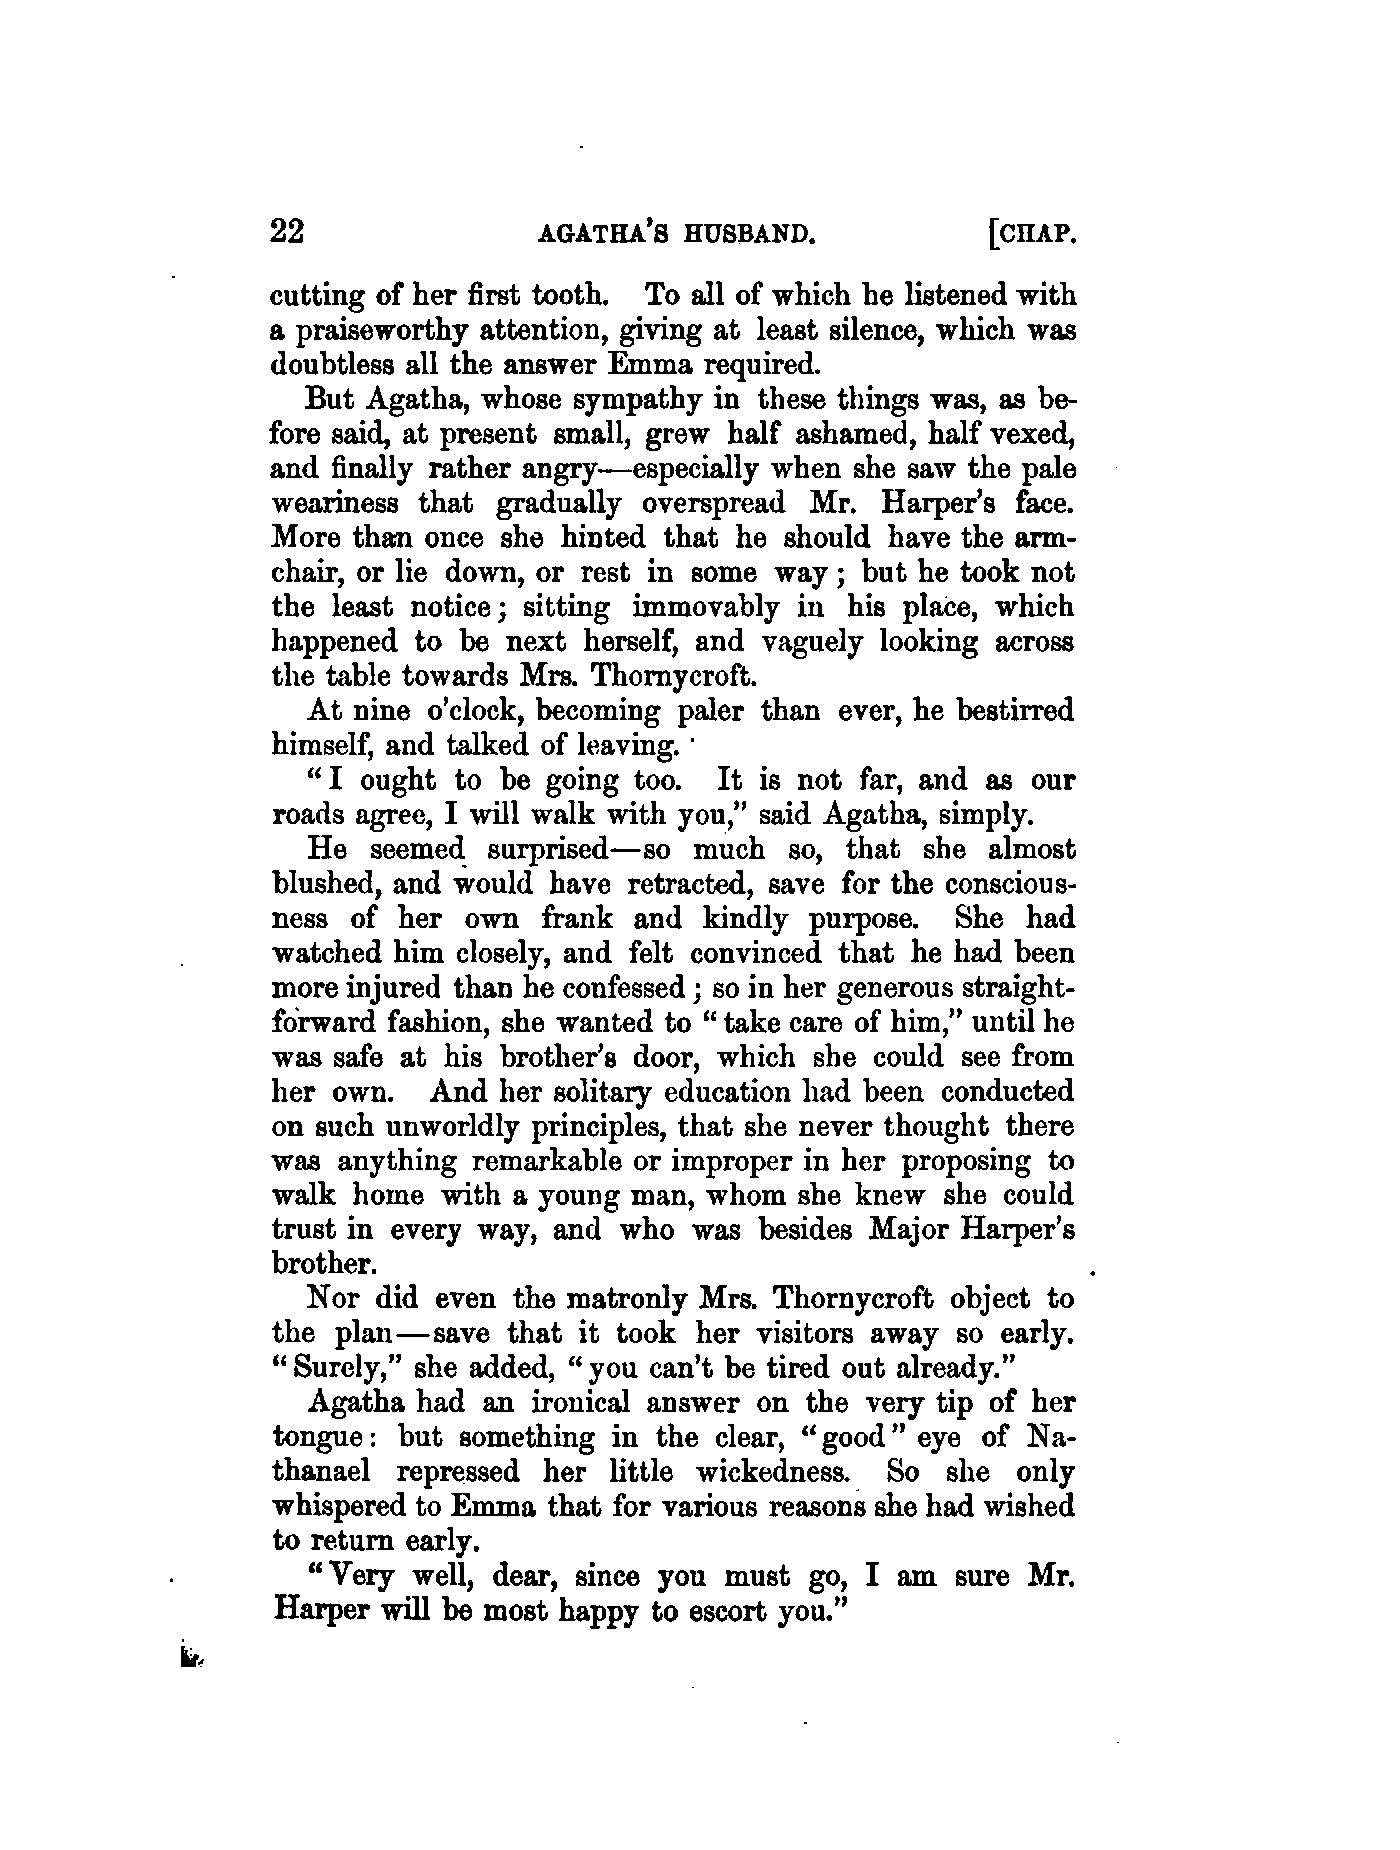 22 AGATHA'S HUSBAND. [CHAP.
cutting of her first tooth. To all of which he listened with
a praiseworthy attention, giving at least silence, which was
doubtless all the answer Emma required.
But Agatha, whose sympathy in these things was, as be-
fore said, at present small, grew half ashamed, half vexed,
and finally rather angry—especially when she saw the pale
weariness that gradually overspread Mr. Harper's face.
More than once she hinted that he should have the arm-
chair, or lie down, or rest in some way; but he took not
the least notice; sitting immovably in his place, which
happened to be next herself, and vaguely looking across
the table towards Mrs. Thornycroft.
At nine o'clock, becoming paler than ever, he bestirred
himself, and talked of leaving.
"I ought to be going too. It is not far, and as our
roads agree, I will walk with you," said Agatha, simply.
He seemed surprised—so much so, that she almost
blushed, and would have retracted, save for the conscious-
ness of her own frank and kindly purpose. She had
watched him closely, and felt convinced that he had been
more injured than he confessed; so in her generous straight-
forward fashion, she wanted to "take care of him," until he
was safe at his brother's door, which she could see from
her own. And her solitary education had been conducted
on such unworldly principles, that she never thought there
was anything remarkable or improper in her proposing to
walk home with a young man, whom she knew she could
trust in every way, and who was besides Major Harper's
brother.
Nor did even the matronly Mrs. Thornycroft object to
the plan—save that it took her visitors away so early.
"Surely," she added, "you can't be tired out already."
Agatha had an ironical answer on the very tip of her
tongue: but something in the clear, "good" eye of Na-
thanael repressed her little wickedness. So she only
whispered to Emma that for various reasons she had wished
to return early.
"Very well, dear, since you must go, I am sure Mr.
Harper will be most happy to escort you."